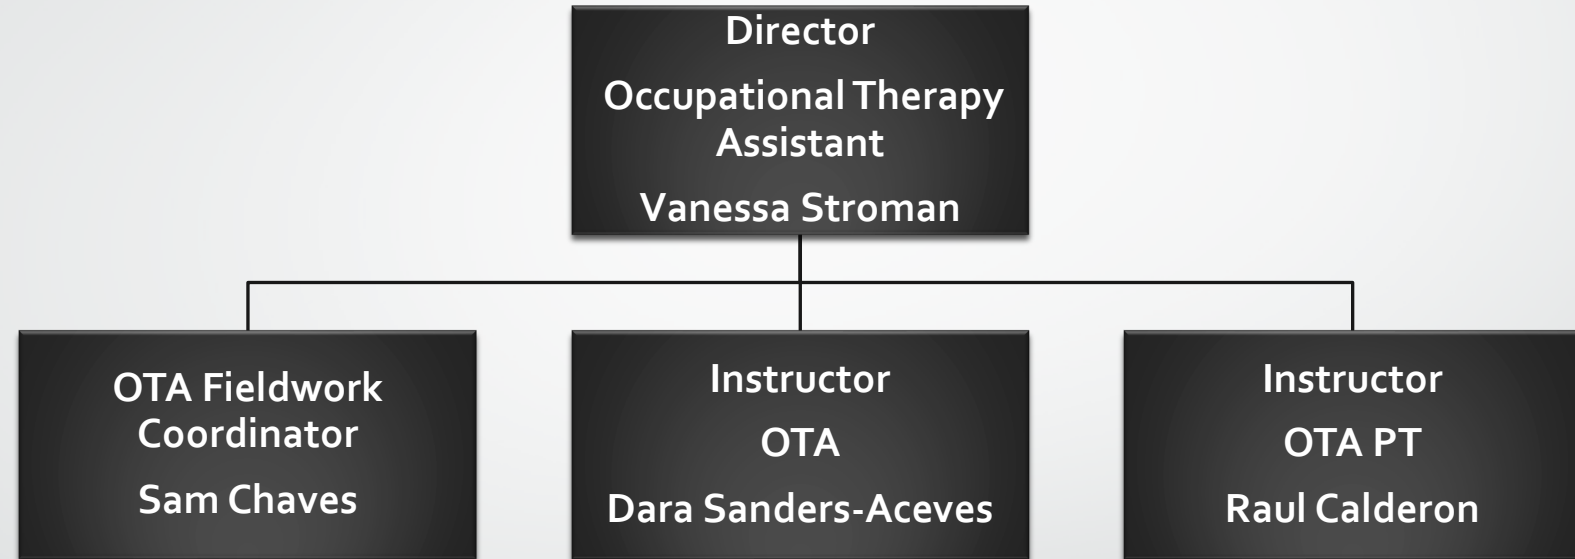 Director
Occupational Therapy
Assistant
Vanessa Stroman
OTA Fieldwork
Coordinator
Sam Chaves
Instructor
OTA
Dara Sanders-Aceves
Instructor
OTA PT
Raul Calderon